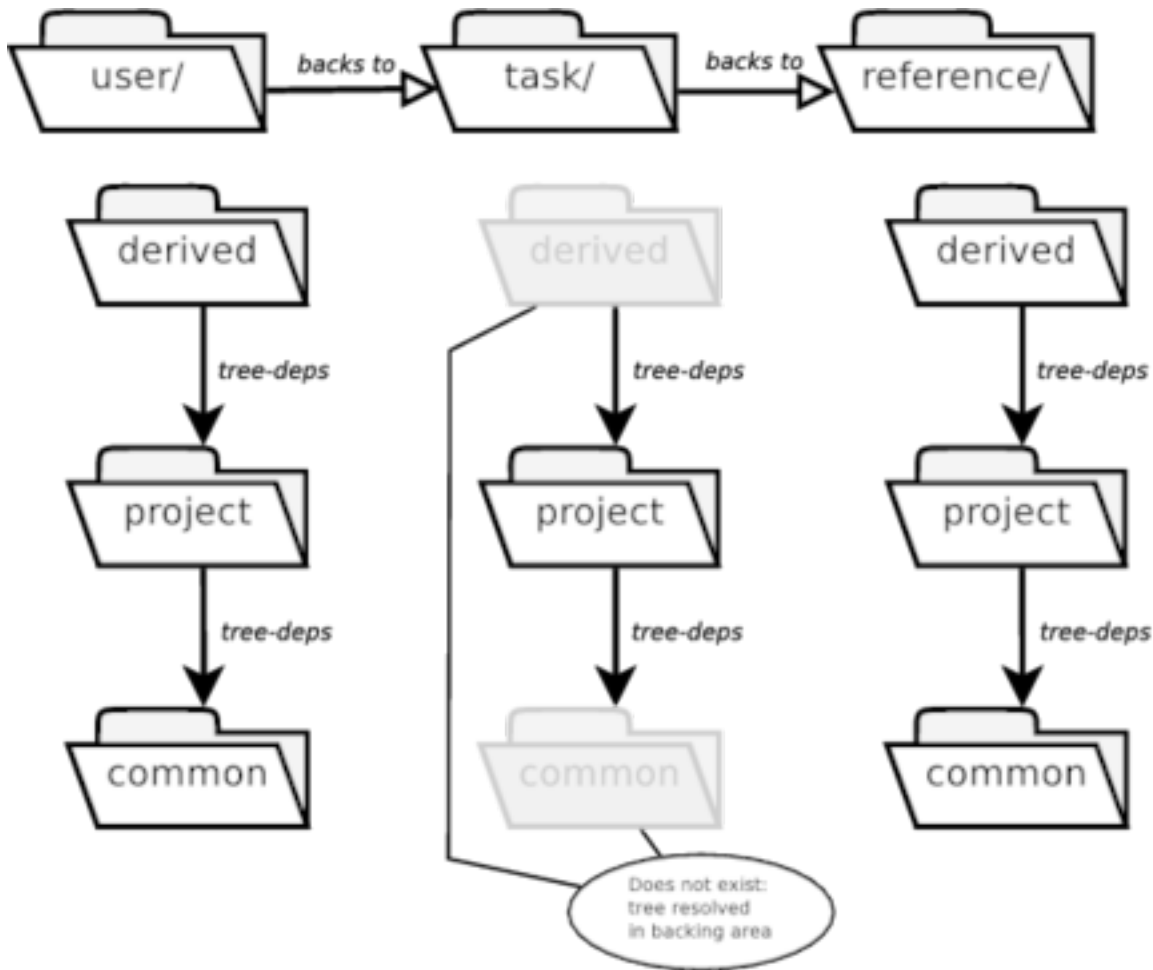 user/
backs to
task/
backs to
reference/
derived
derived
derived
tree-deps
tree-deps
tree-deps
project
project
project
tree-deps
tree-deps
tree-deps
common
common
common
Does not exist:
tree resolved
in backing area